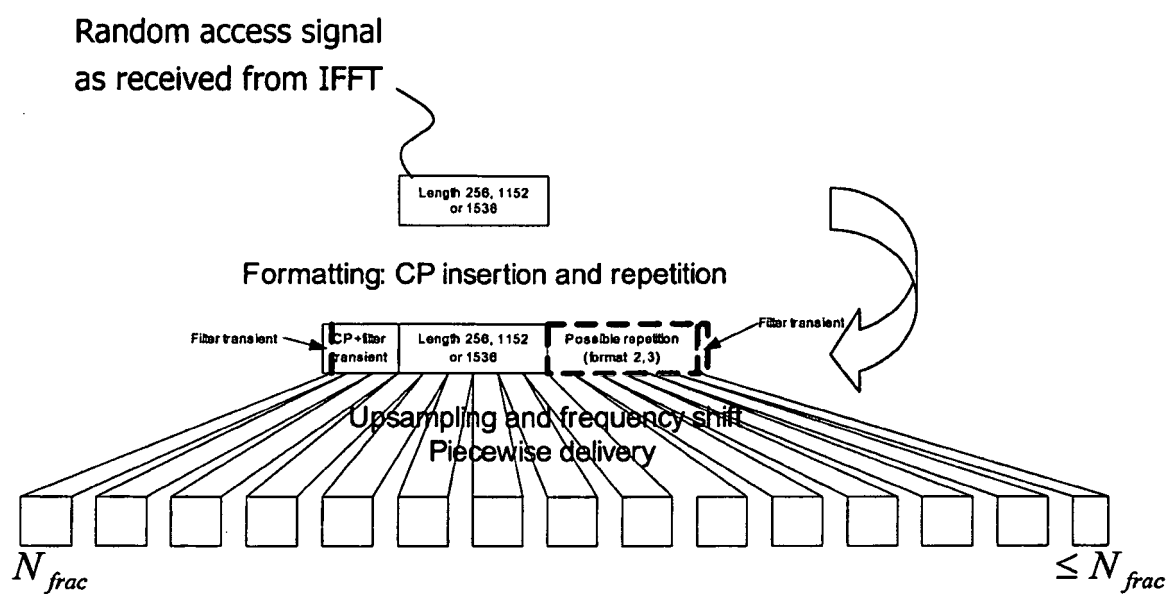 Random access signal
as received from IFFT
Length 256, 1152
or 1536
Formatting: CP insertion and repetition
Filter transient
CP+filter
transient
Length 256, 1152
or 1536
Possible repetition
(format 2,3)
Filter transient
Upsampling and frequency shift
Piecewise delivery
N_frac
≤ N_frac